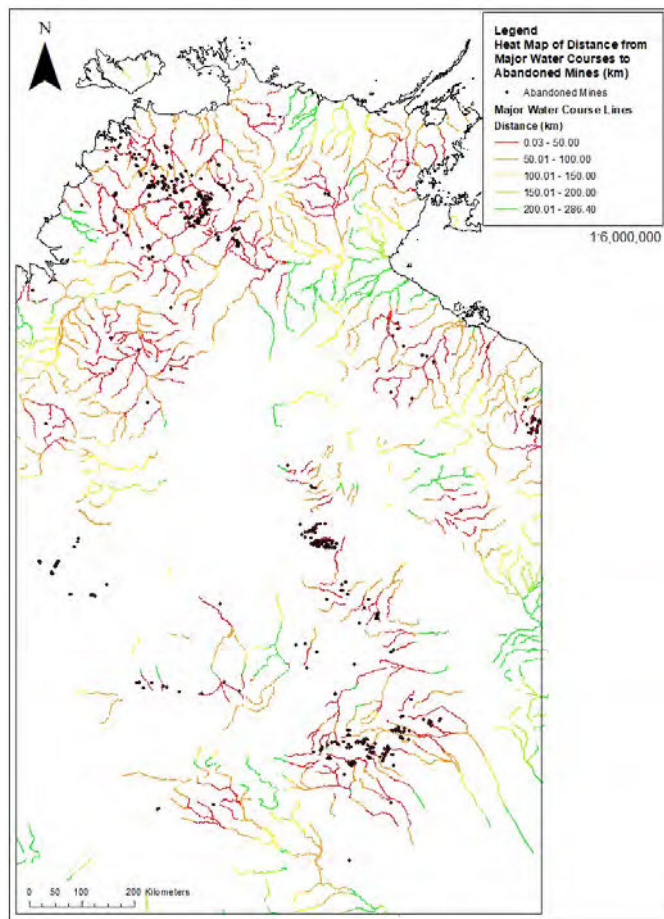 N
Legend
Heat Map of Distance from
Major Water Courses to
Abandoned Mines (km)
Abandoned Mines
Major Water Course Lines
Distance (km)
0.03 - 50.00
50.01 - 100.00
100.01 - 150.00
150.01 - 200.00
200.01 - 286.40
1:6,000,000
0 50 100 200 Kilometers